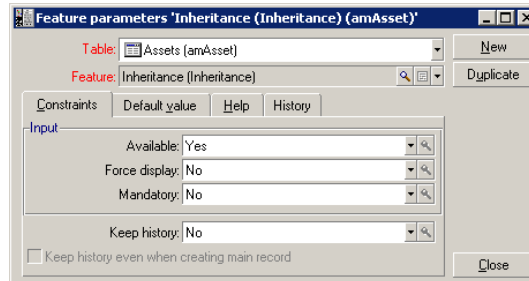 Feature parameters 'Inheritance (Inheritance) (amAsset)'
Table: Assets (amAsset)
New
Feature: Inheritance (Inheritance)
Duplicate
Constraints Default value Help History
Input
Available: Yes
Force display: No
Mandatory: No
Keep history: No
Keep history even when creating main record
Close